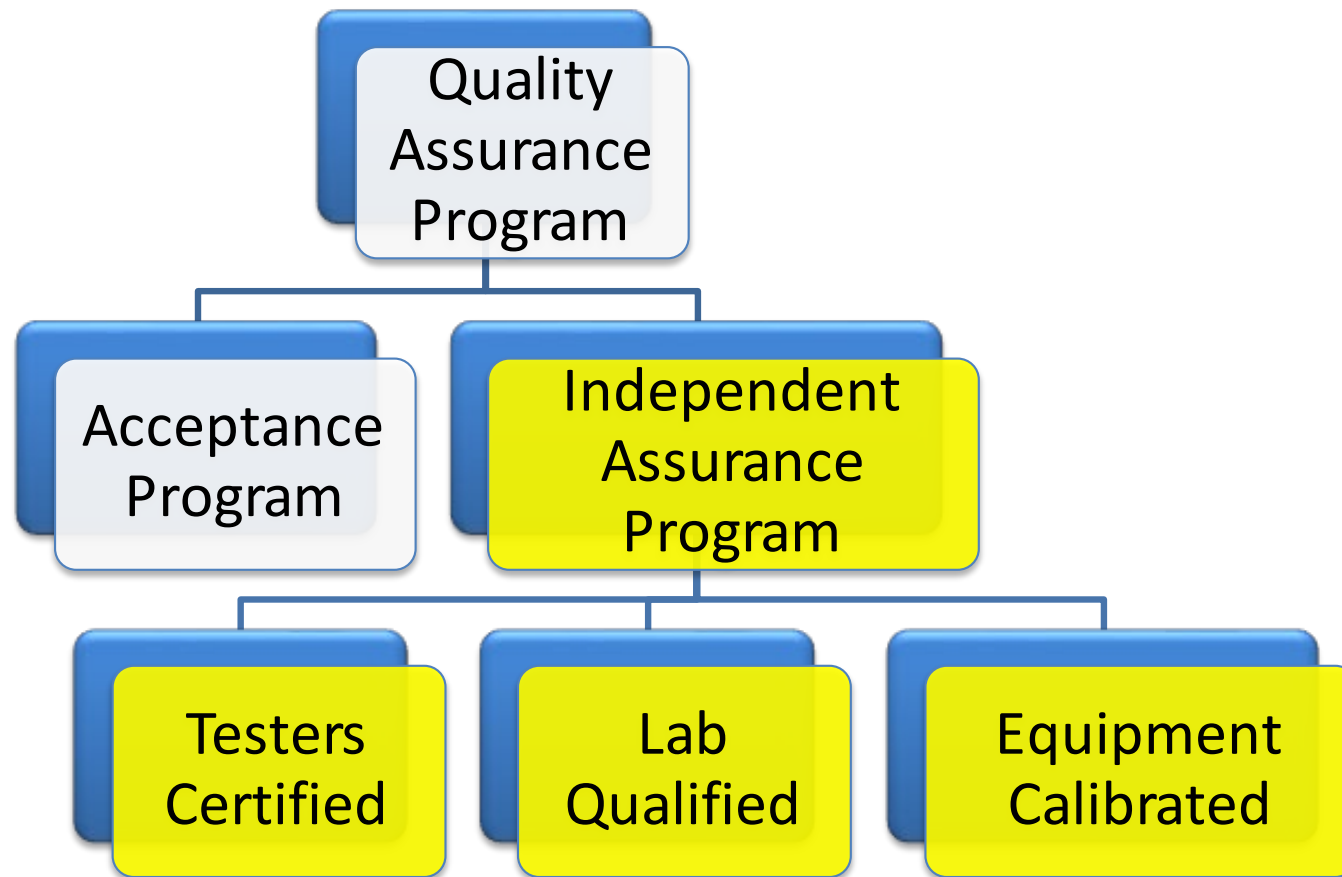 Quality
Assurance
Program
Acceptance
Program
Independent
Assurance
Program
Testers
Certified
Lab
Qualified
Equipment
Calibrated